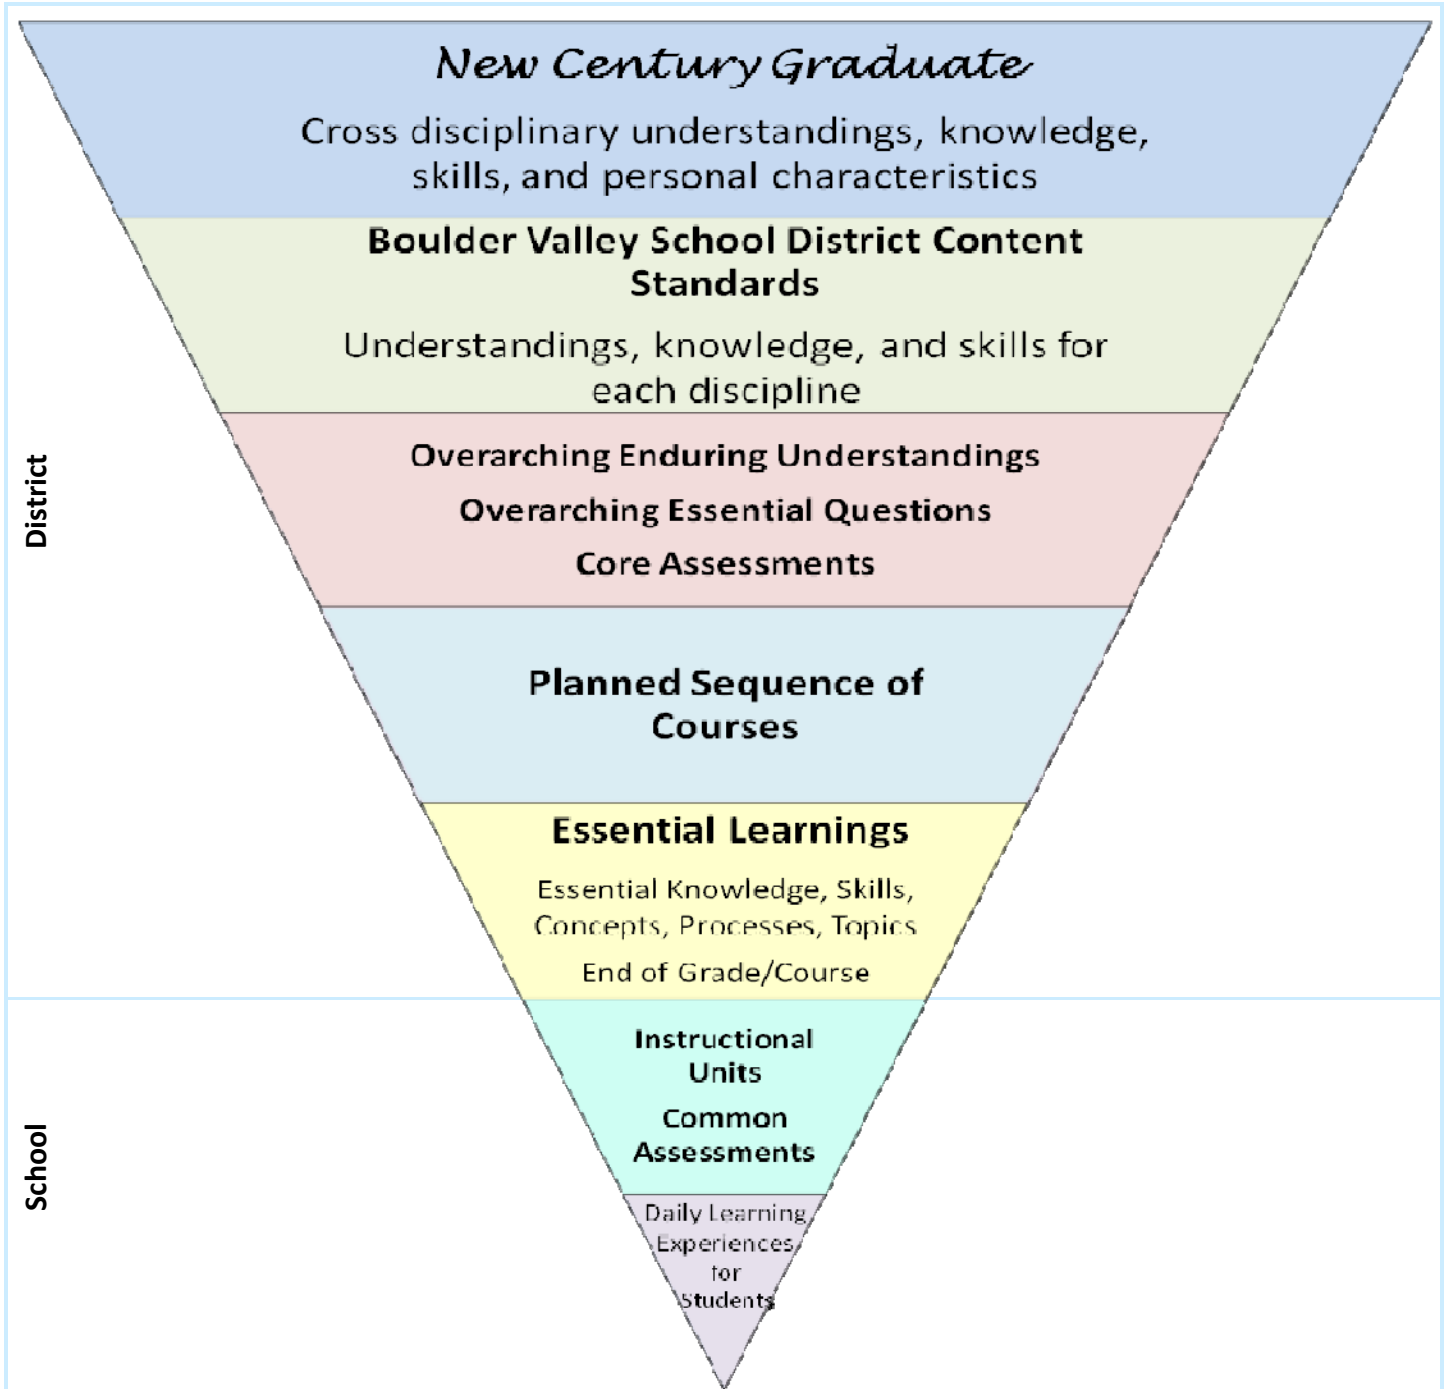 New Century Graduate
Cross disciplinary understandings, knowledge,
skills, and personal characteristics
Boulder Valley School District Content
Standards
Understandings, knowledge, and skills for
each discipline
Overarching Enduring Understandings
Overarching Essential Questions
Core Assessments
District
Planned Sequence of
Courses
Essential Learnings
Essential Knowledge, Skills,
Concepts, Processes, Topics
End of Grade/Course
Instructional
Units
Common
Assessments
School
Daily Learning
Experiences
for
Students